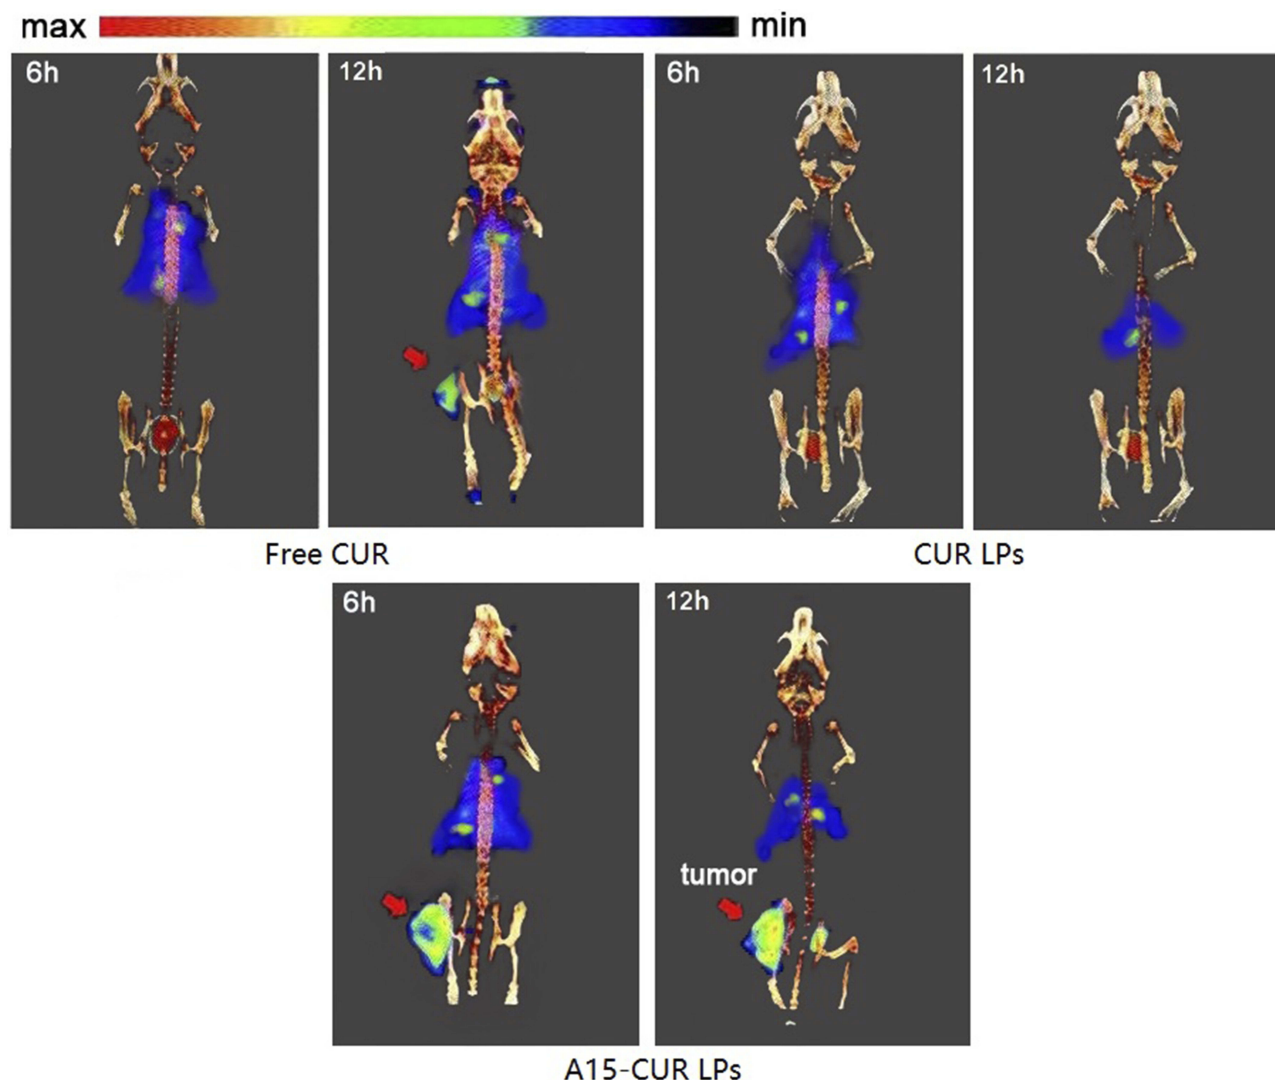 max min
6h 12h 6h 12h
Free CUR CUR LPs
6h 12h
tumor
A15-CUR LPs